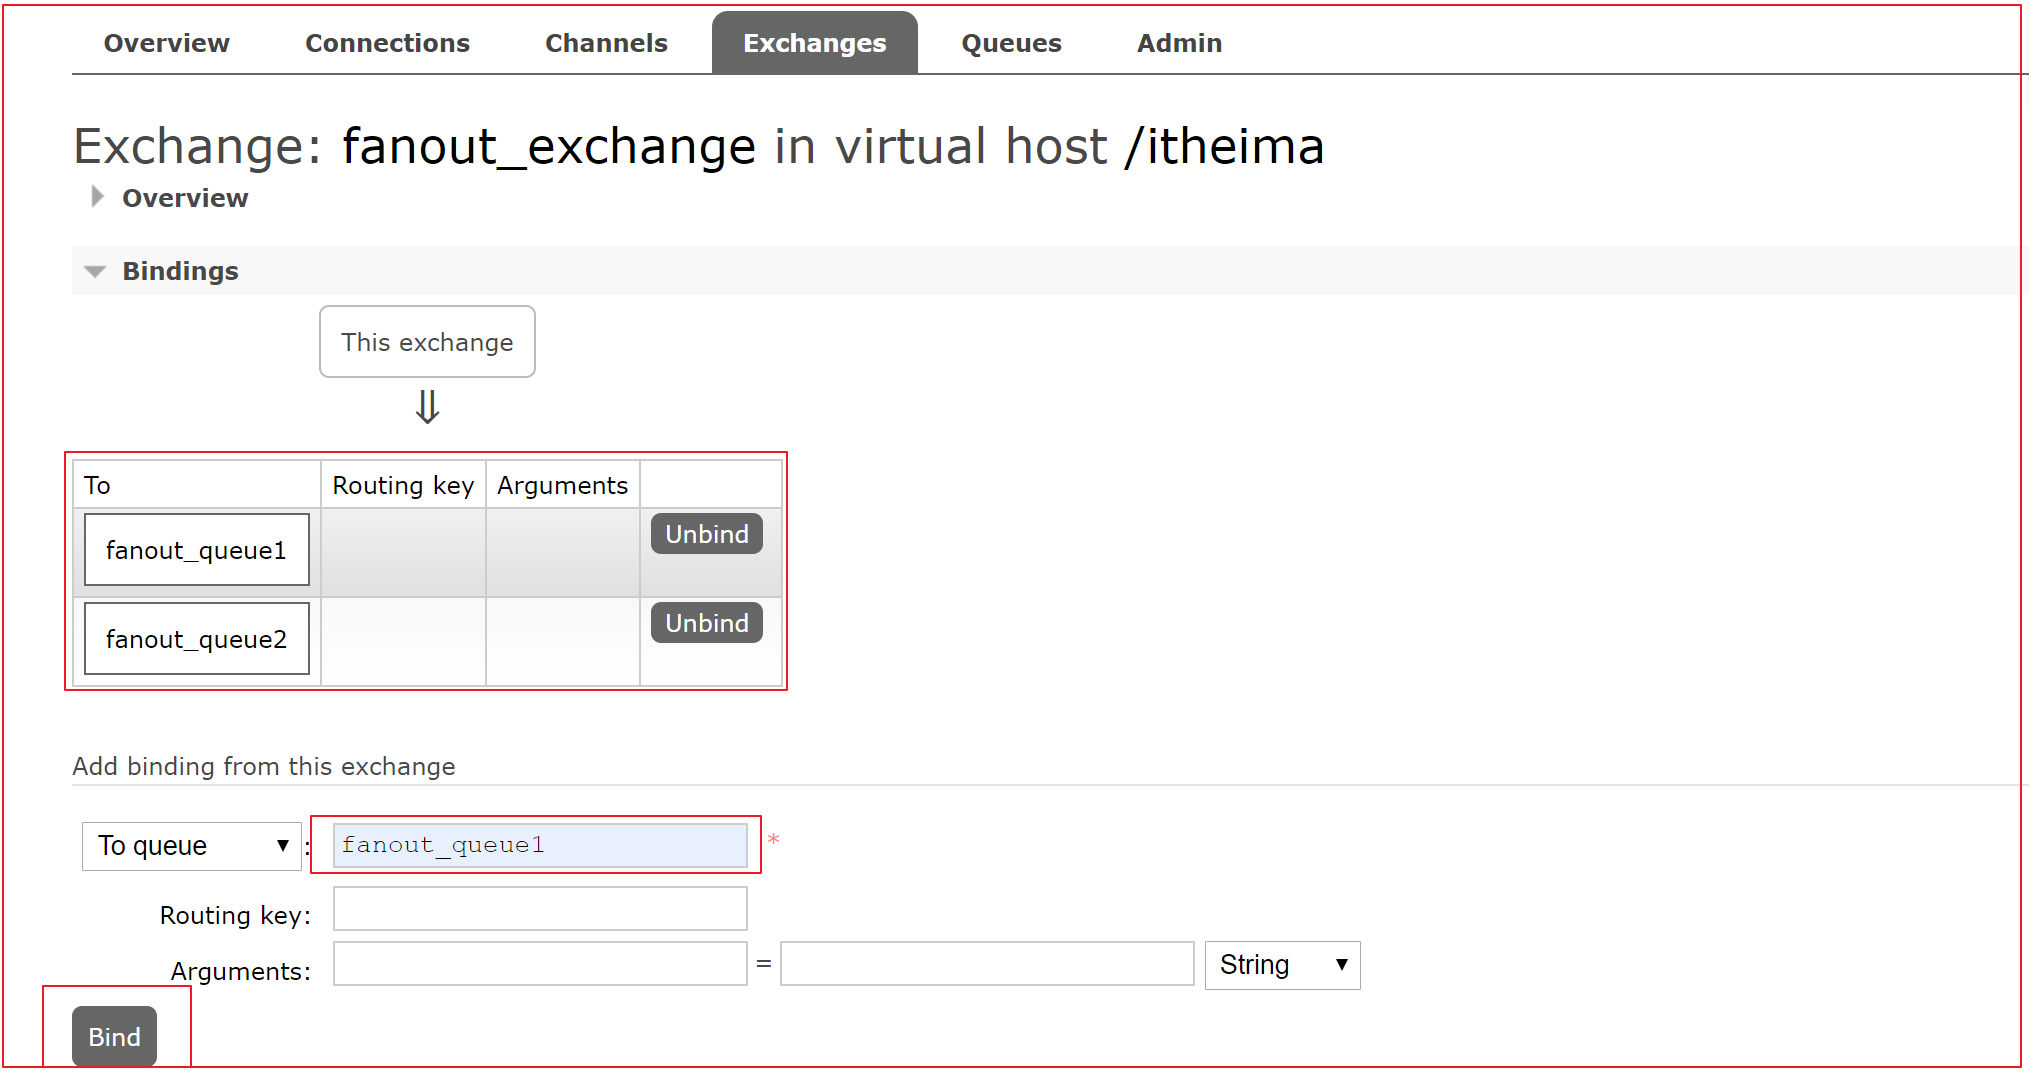 Overview Connections Channels Exchanges Queues Admin
Exchange: fanout_exchange in virtual host /itheima
Overview
Bindings
This exchange
⇓
To Routing key Arguments
fanout_queue1 Unbind
fanout_queue2 Unbind
Add binding from this exchange
To queue ▼ : fanout_queue1 *
Routing key:
Arguments: = String ▼
Bind